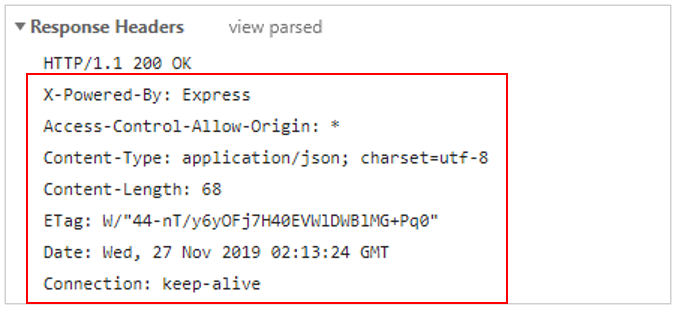 Response Headers view parsed
HTTP/1.1 200 OK
X-Powered-By: Express
Access-Control-Allow-Origin: *
Content-Type: application/json; charset=utf-8
Content-Length: 68
ETag: W/"44-nT/y6yOFj7H40EVWlDWBlMG+Pq0"
Date: Wed, 27 Nov 2019 02:13:24 GMT
Connection: keep-alive